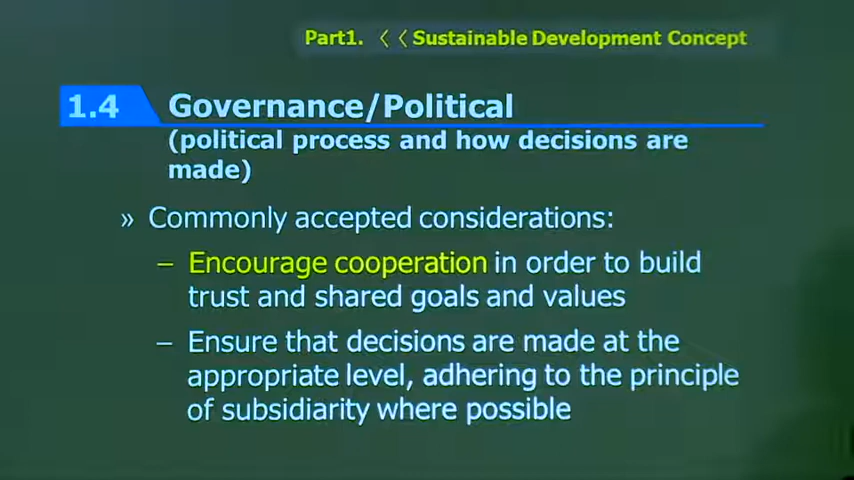 Part1. 〈〈 Sustainable Development Concept
1.4 Governance/Political
(political process and how decisions are
made)
» Commonly accepted considerations:
– Encourage cooperation in order to build
trust and shared goals and values
– Ensure that decisions are made at the
appropriate level, adhering to the principle
of subsidiarity where possible